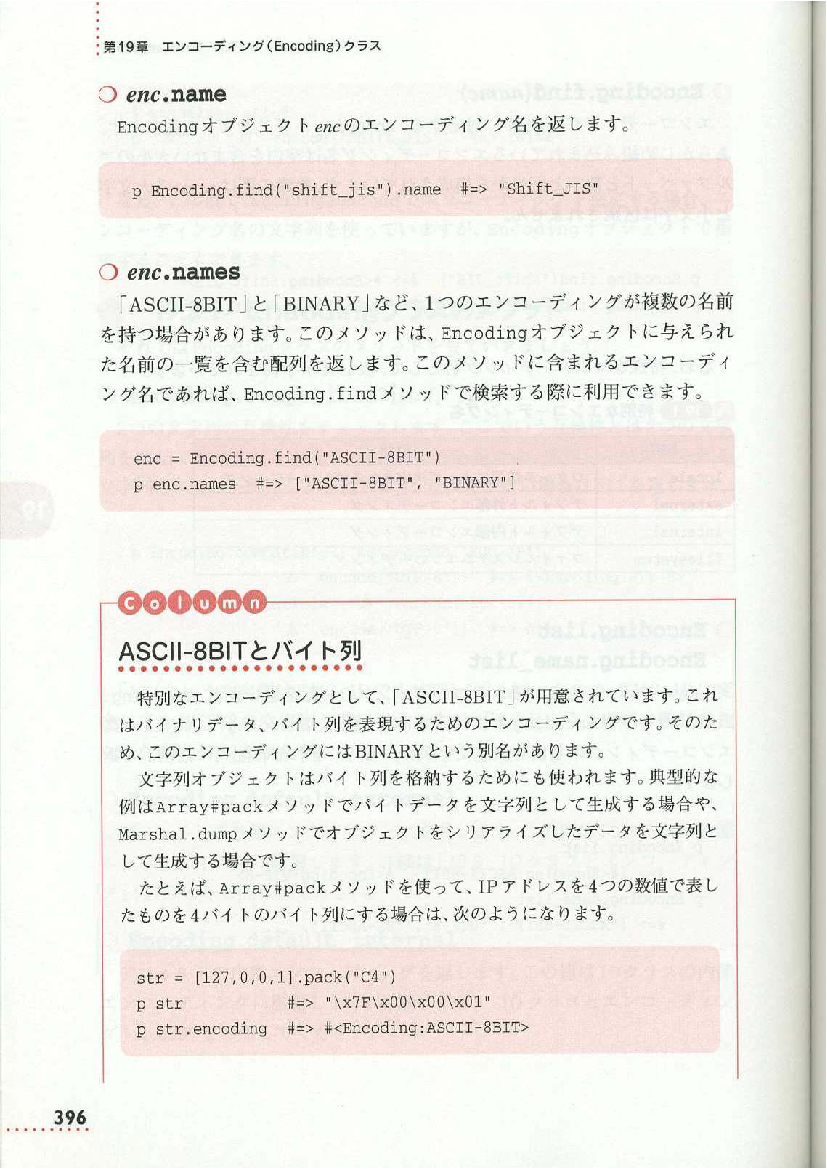 第19章 エンコーディング(Encoding)クラス
enc.name
Encodingオブジェクトencのエンコーディング名を返します。
p Encoding.find("shift_jis").name #=> "Shift_JIS"
enc.names
「ASCII-8BIT」と「BINARY」など、1つのエンコーディングが複数の名前
を持つ場合があります。このメソッドは、Encodingオブジェクトに与えられ
た名前の一覧を含む配列を返します。このメソッドに含まれるエンコーディ
ング名であれば、Encoding.findメソッドで検索する際に利用できます。
enc = Encoding.find("ASCII-8BIT")
p enc.names #=> ["ASCII-8BIT", "BINARY"]
Column
ASCII-8BITとバイト列
特別なエンコーディングとして、「ASCII-8BIT」が用意されています。これ
はバイナリデータ、バイト列を表現するためのエンコーディングです。そのた
め、このエンコーディングにはBINARYという別名があります。
文字列オブジェクトはバイト列を格納するためにも使われます。典型的な
例はArray#packメソッドでバイトデータを文字列として生成する場合や、
Marshal.dumpメソッドでオブジェクトをシリアライズしたデータを文字列と
して生成する場合です。
たとえば、Array#packメソッドを使って、IPアドレスを4つの数値で表し
たものを4バイトのバイト列にする場合は、次のようになります。
str = [127,0,0,1].pack("C4")
p str #=> "\x7F\x00\x00\x01"
p str.encoding #=> #<Encoding:ASCII-8BIT>
396